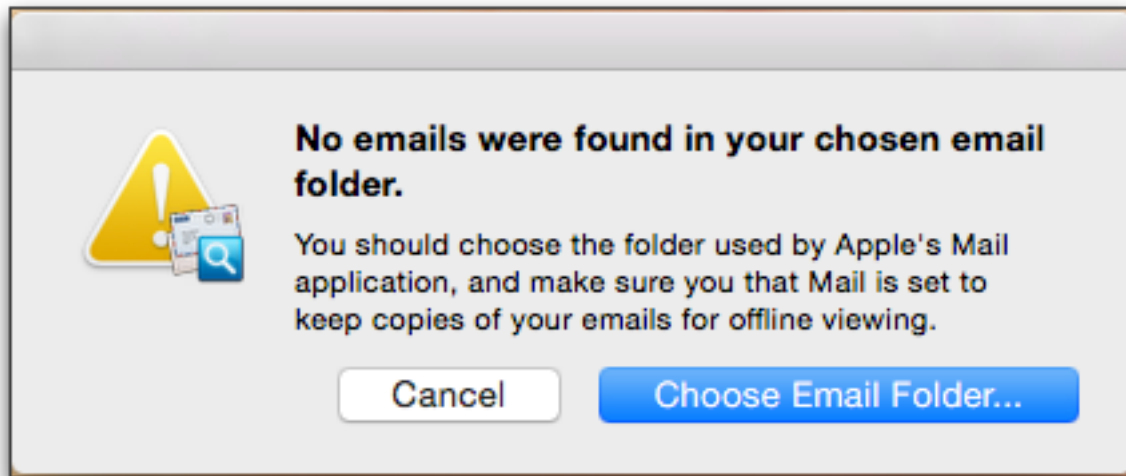 No emails were found in your chosen email
folder.
You should choose the folder used by Apple's Mail
application, and make sure you that Mail is set to
keep copies of your emails for offline viewing.
Cancel
Choose Email Folder...